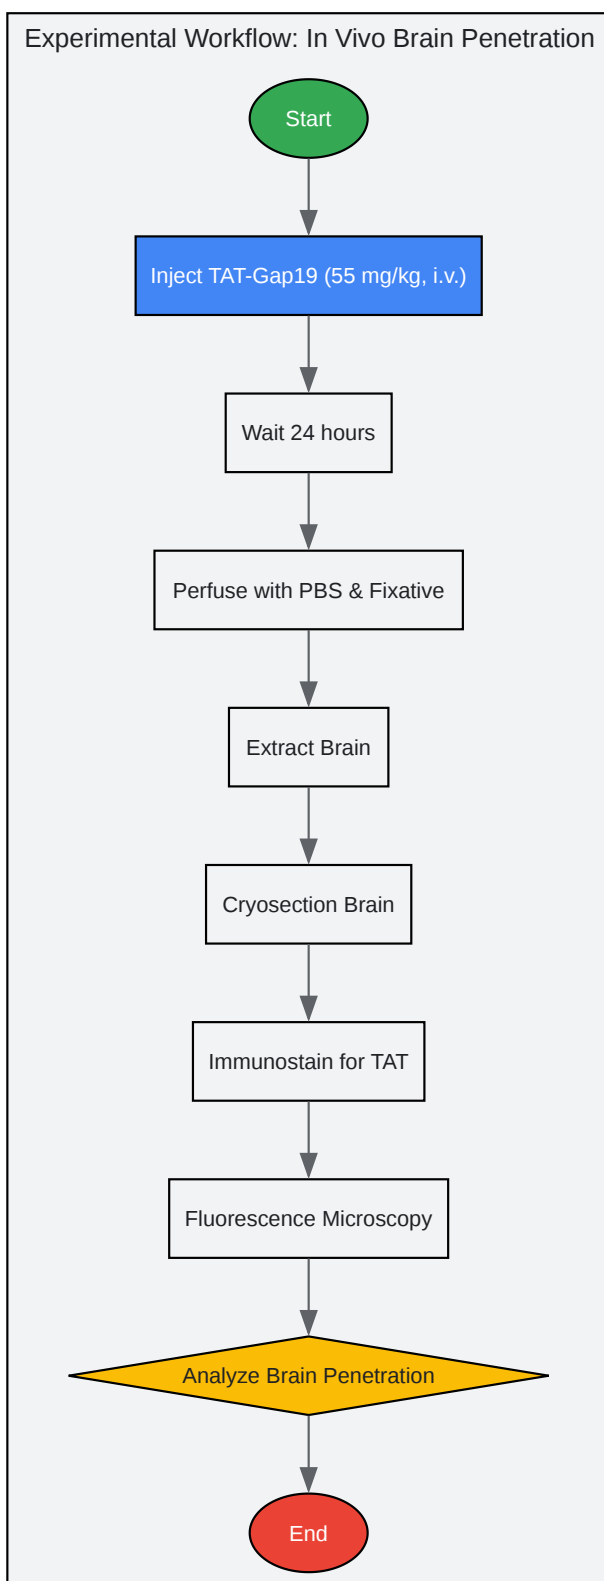 Experimental Workflow: In Vivo Brain Penetration
Start
Inject TAT-Gap19 (55 mg/kg, i.v.)
Wait 24 hours
Perfuse with PBS & Fixative
Extract Brain
Cryosection Brain
Immunostain for TAT
Fluorescence Microscopy
Analyze Brain Penetration
End